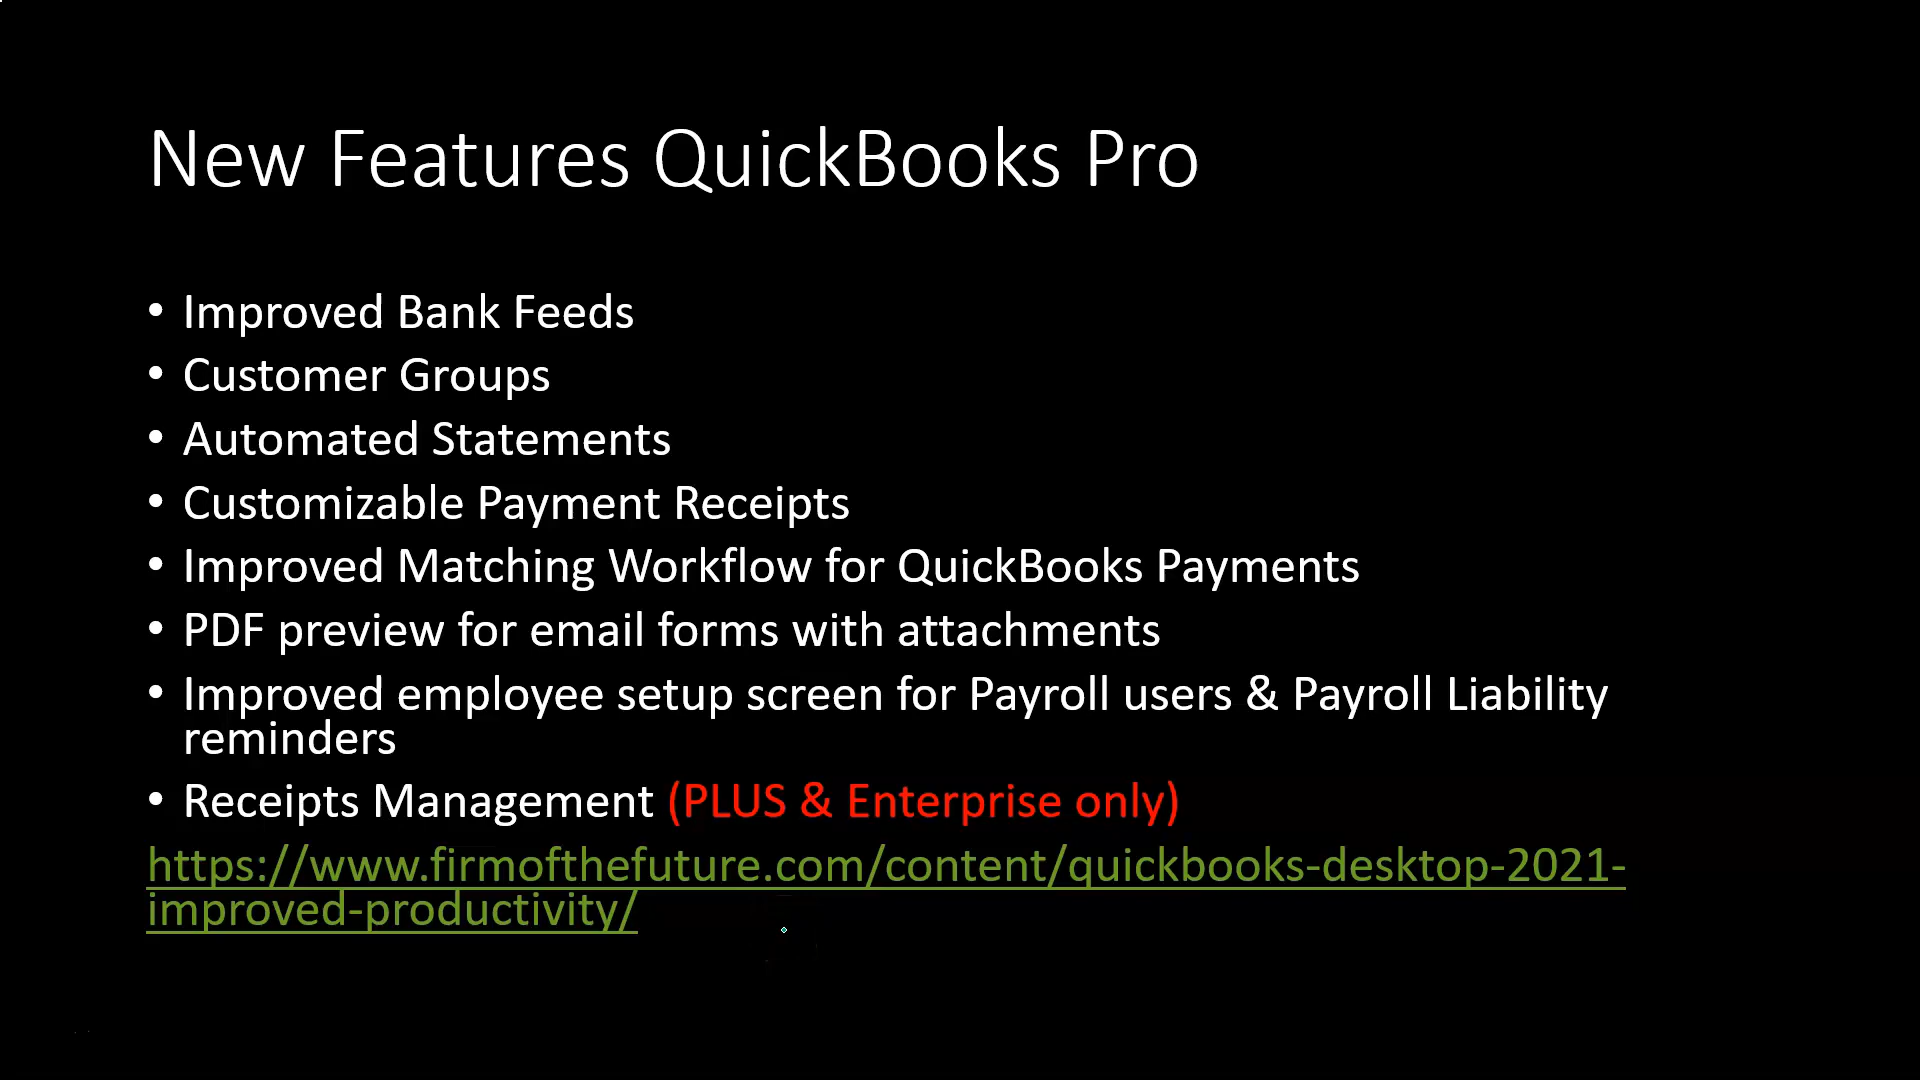 New Features QuickBooks Pro
• Improved Bank Feeds
• Customer Groups
• Automated Statements
• Customizable Payment Receipts
• Improved Matching Workflow for QuickBooks Payments
• PDF preview for email forms with attachments
• Improved employee setup screen for Payroll users & Payroll Liability
reminders
• Receipts Management (PLUS & Enterprise only)
https://www.firmofthefuture.com/content/quickbooks-desktop-2021-
improved-productivity/